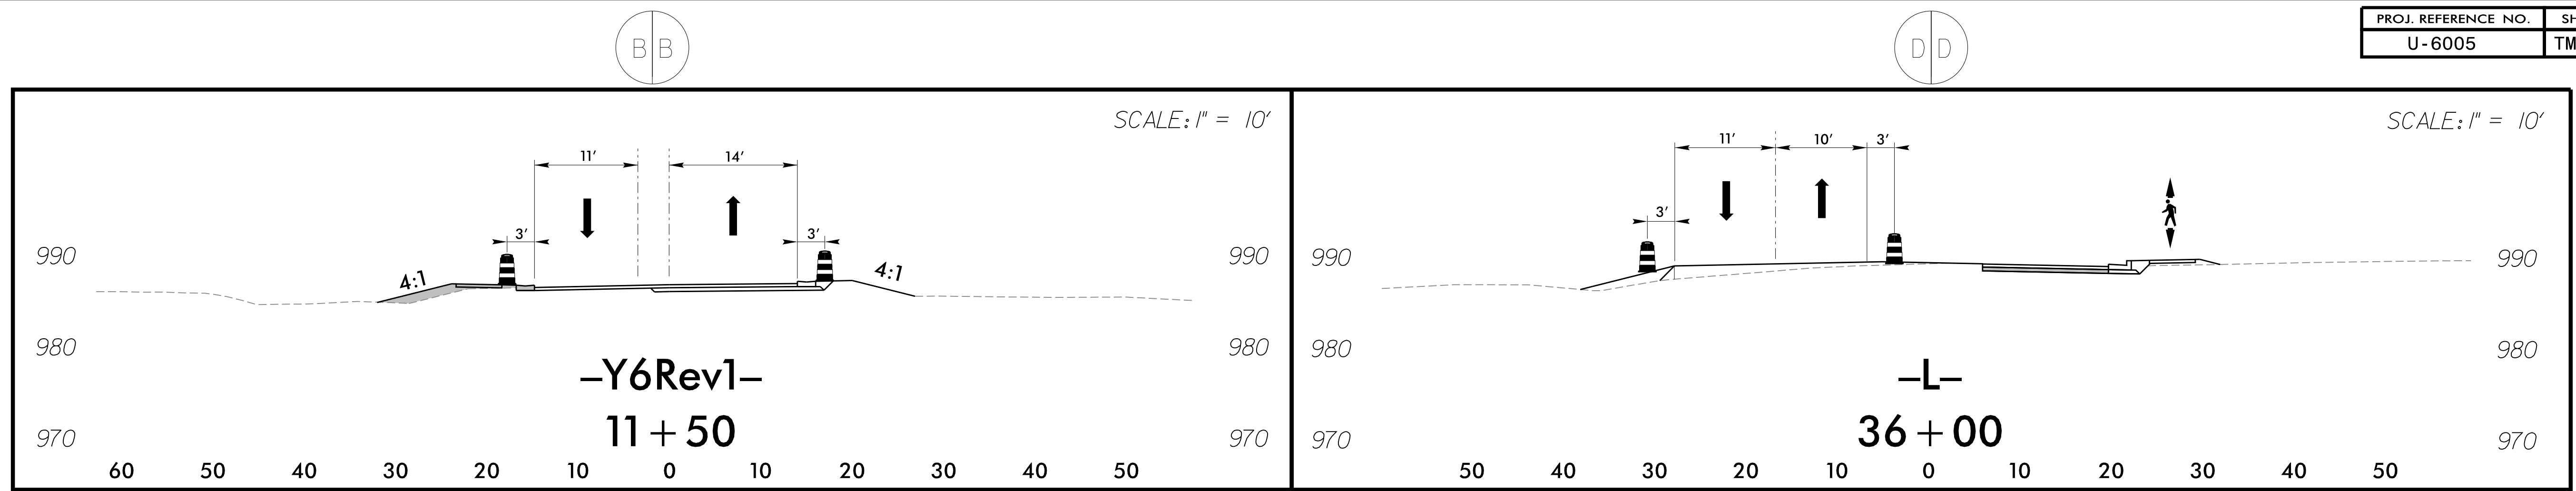 PROJ. REFERENCE NO. SH
U-6005 TM
B B
SCALE: 1" = 10'
11' 14'
3' 3'
4:1 4:1
990 990
980 980
–Y6Rev1–
11+50
970 970
60 50 40 30 20 10 0 10 20 30 40 50
D D
SCALE: 1" = 10'
11' 10' 3'
3'
990 990
980 980
–L–
36+00
970 970
50 40 30 20 10 0 10 20 30 40 50